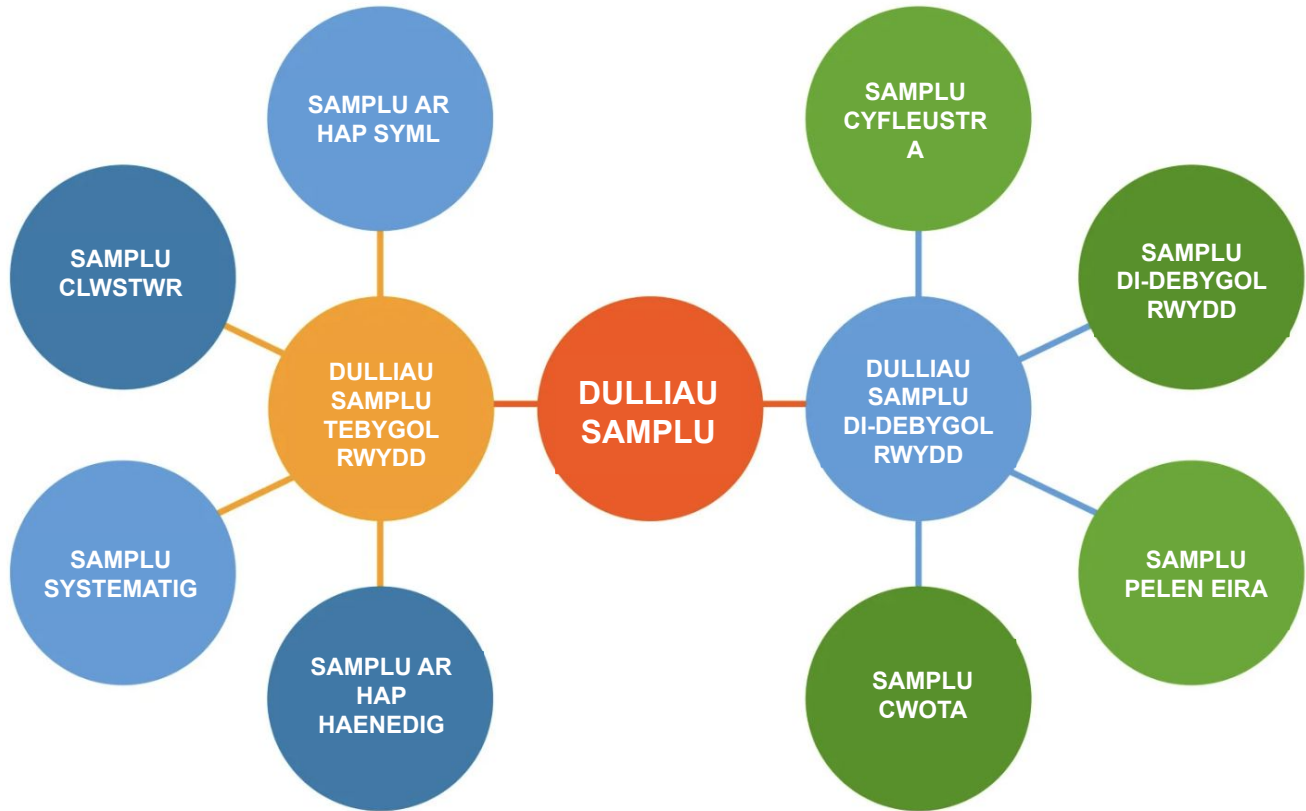 SAMPLU AR
HAP SYML
SAMPLU
CLWSTWR
DULLIAU
SAMPLU
TEBYGOL
RWYDD
SAMPLU
SYSTEMATIG
SAMPLU AR
HAP
HAENEDIG
DULLIAU
SAMPLU
SAMPLU
CYFLEUSTR
A
SAMPLU
DI-DEBYGOL
RWYDD
DULLIAU
SAMPLU
DI-DEBYGOL
RWYDD
SAMPLU
PELEN EIRA
SAMPLU
CWOTA